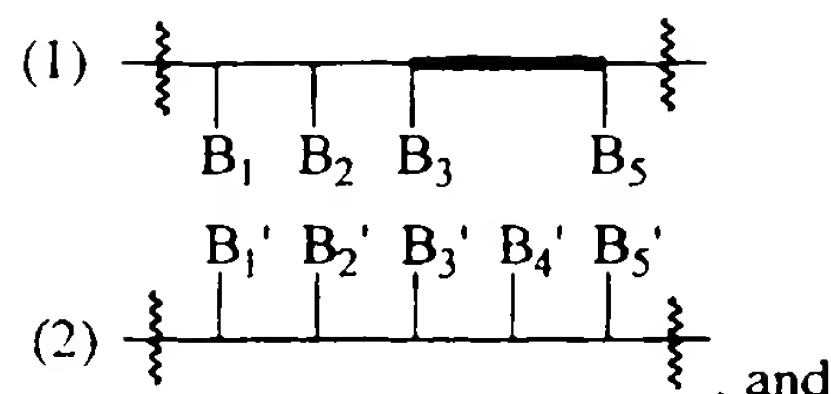 (1)
B₁ B₂ B₃ B₅
B₁' B₂' B₃' B₄' B₅'
(2)
, and